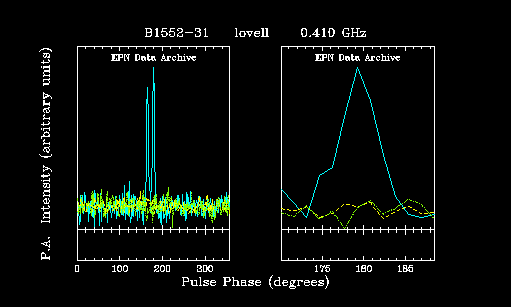 B1552-31 lovell 0.410 GHz
EPN Data Archive EPN Data Archive
P.A. Intensity (arbitrary units)
0 100 200 300 175 180 185
Pulse Phase (degrees)